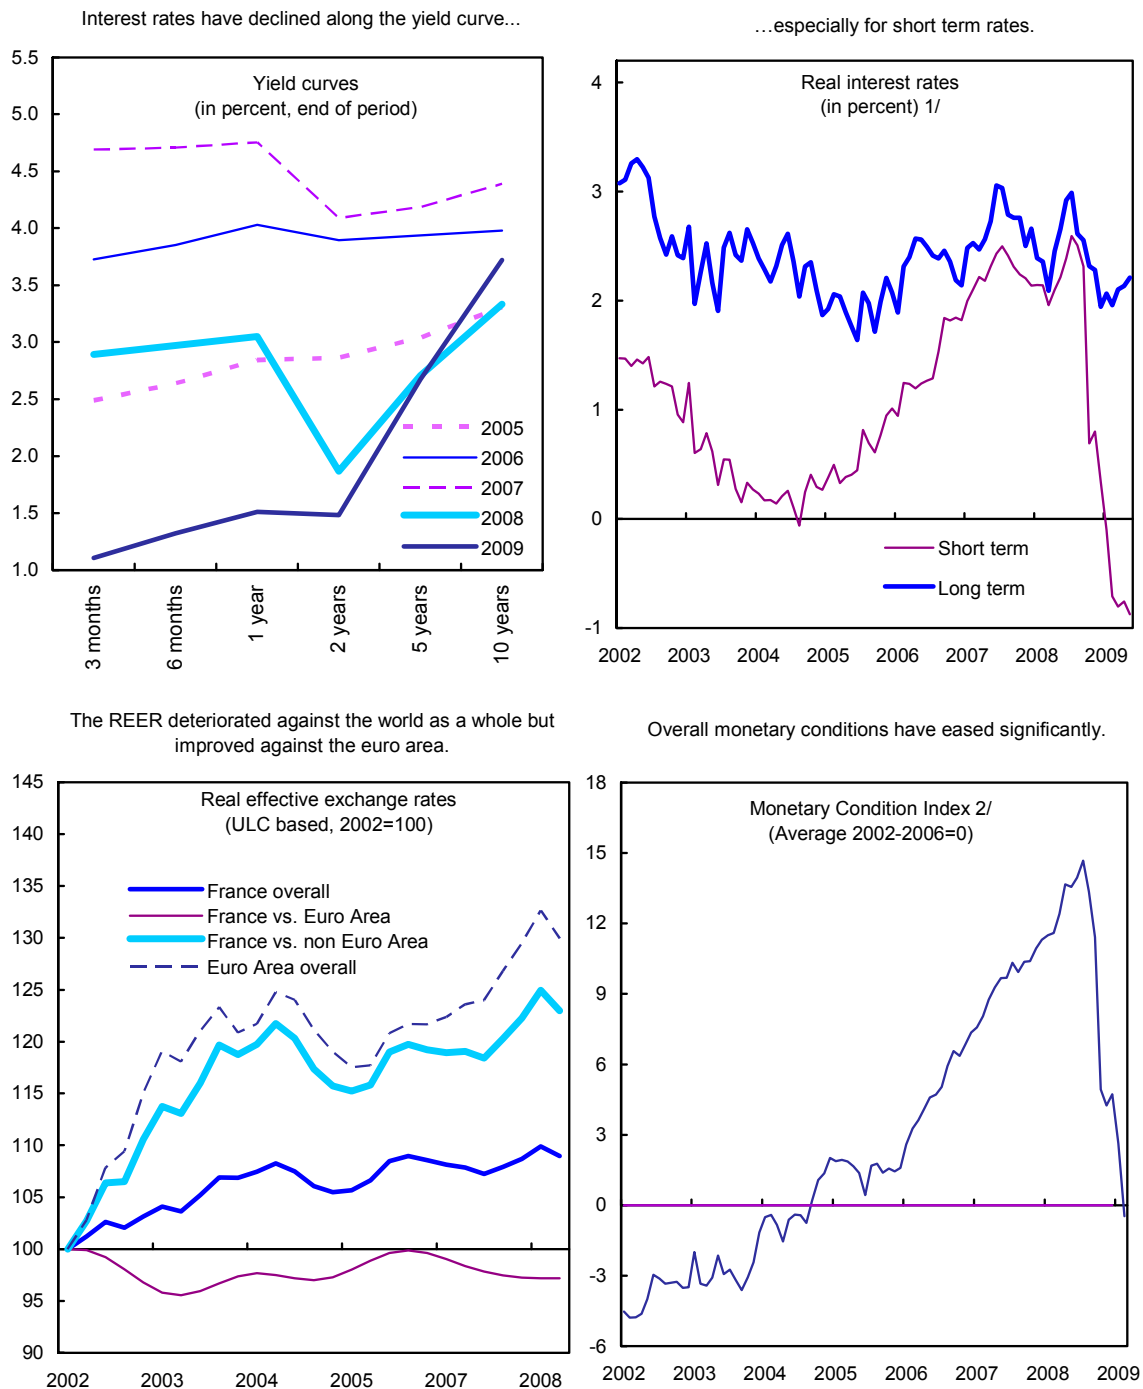 Interest rates have declined along the yield curve...
Yield curves
(in percent, end of period)
5.5
5.0
4.5
4.0
3.5
3.0
2.5
2.0
1.5
1.0
2005
2006
2007
2008
2009
3 months
6 months
1 year
2 years
5 years
10 years
…especially for short term rates.
Real interest rates
(in percent) 1/
4
3
2
1
0
-1
Short term
Long term
2002 2003 2004 2005 2006 2007 2008 2009
The REER deteriorated against the world as a whole but
improved against the euro area.
Real effective exchange rates
(ULC based, 2002=100)
145
140
135
130
125
120
115
110
105
100
95
90
France overall
France vs. Euro Area
France vs. non Euro Area
Euro Area overall
2002 2003 2004 2005 2007 2008
Overall monetary conditions have eased significantly.
Monetary Condition Index 2/
(Average 2002-2006=0)
18
15
12
9
6
3
0
-3
-6
2002 2003 2004 2005 2006 2007 2008 2009